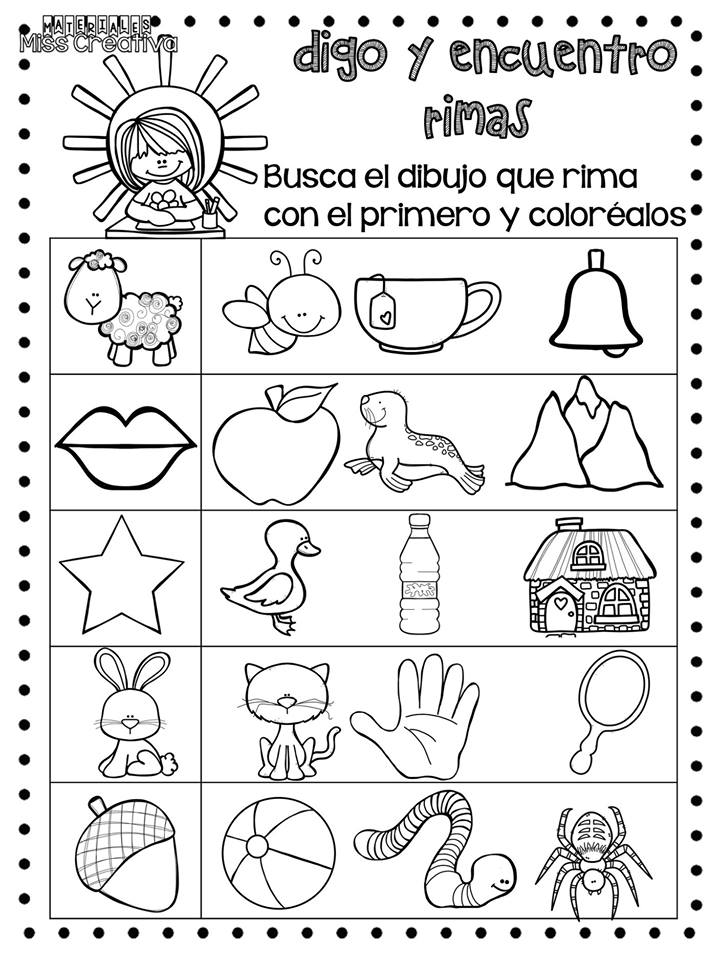 MATERIALES
Miss Creativa
digo y encuentro
rimas
Busca el dibujo que rima
con el primero y coloréalos